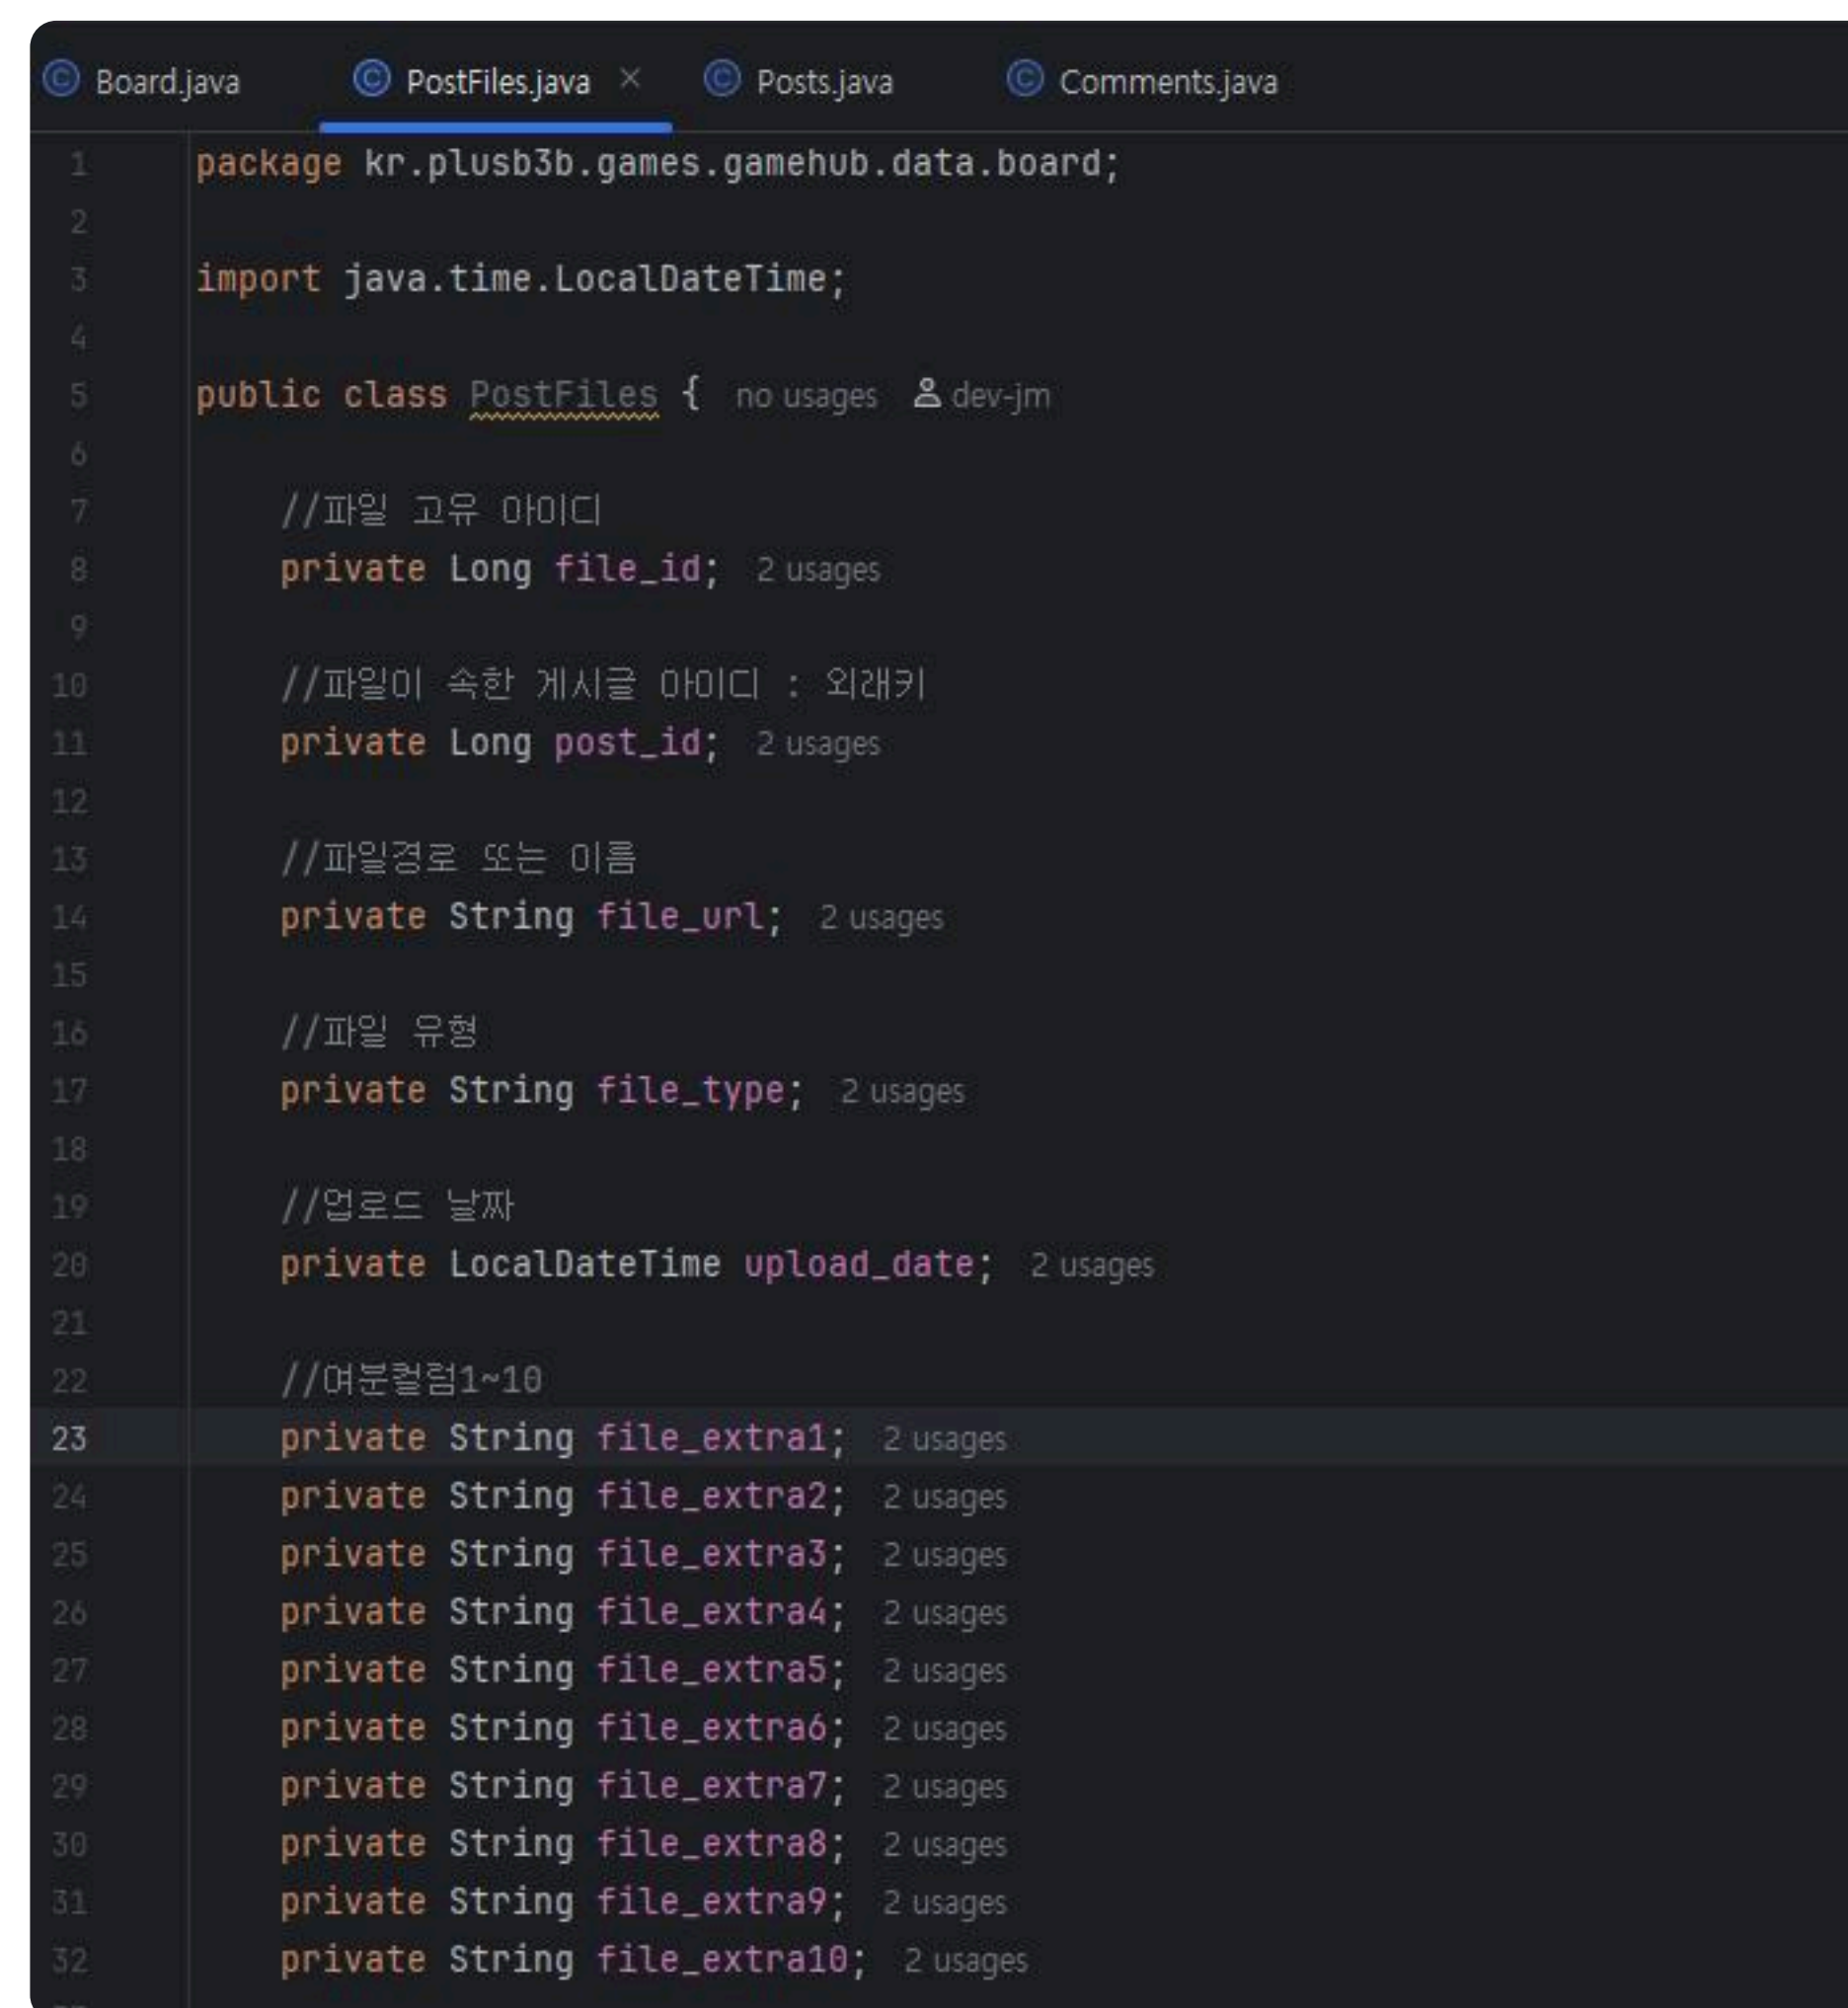 Board.java PostFiles.java × Posts.java Comments.java
1 package kr.plusb3b.games.gamehub.data.board;
2
3 import java.time.LocalDateTime;
4
5 public class PostFiles { no usages dev-jm
6
7 //파일 고유 아이디
8 private Long file_id; 2 usages
9
10 //파일이 속한 게시글 아이디 : 외래키
11 private Long post_id; 2 usages
12
13 //파일경로 또는 이름
14 private String file_url; 2 usages
15
16 //파일 유형
17 private String file_type; 2 usages
18
19 //업로드 날짜
20 private LocalDateTime upload_date; 2 usages
21
22 //여분컬럼1~10
23 private String file_extra1; 2 usages
24 private String file_extra2; 2 usages
25 private String file_extra3; 2 usages
26 private String file_extra4; 2 usages
27 private String file_extra5; 2 usages
28 private String file_extra6; 2 usages
29 private String file_extra7; 2 usages
30 private String file_extra8; 2 usages
31 private String file_extra9; 2 usages
32 private String file_extra10; 2 usages